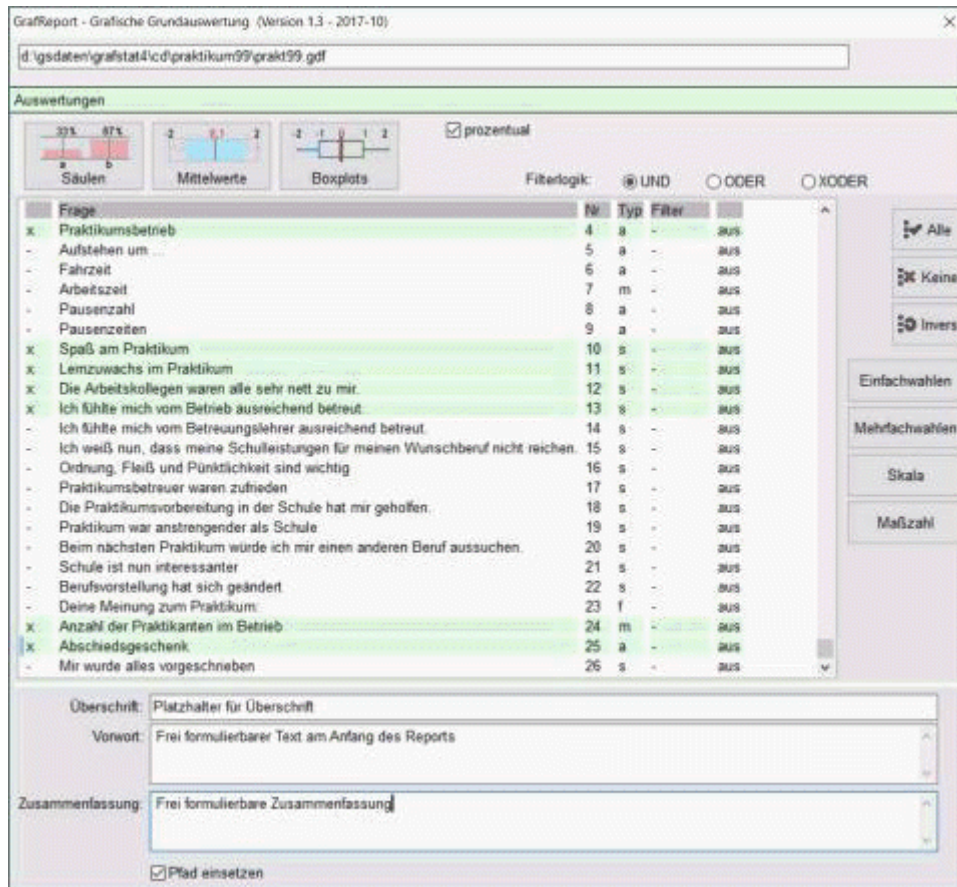 GrafReport - Grafische Grundauswertung (Version 1.3 - 2017-10)
d:\gsdaten\grafstat4\cd\praktikum99\prakt99.gdf
Auswertungen
33% 67%
a b
Säulen
-2 0,1 2
Mittelwerte
-2 -1 0 1 2
Boxplots
prozentual
Filterlogik: UND ODER XODER
Frage Nr Typ Filter
x Praktikumsbetrieb 4 a - aus
- Aufstehen um ... 5 a - aus
- Fahrzeit 6 a - aus
- Arbeitszeit 7 m - aus
- Pausenzahl 8 a - aus
- Pausenzeiten 9 a - aus
x Spaß am Praktikum 10 s - aus
x Lernzuwachs im Praktikum 11 s - aus
x Die Arbeitskollegen waren alle sehr nett zu mir. 12 s - aus
x Ich fühlte mich vom Betrieb ausreichend betreut. 13 s - aus
- Ich fühlte mich vom Betreuungslehrer ausreichend betreut. 14 s - aus
- Ich weiß nun, dass meine Schulleistungen für meinen Wunschberuf nicht reichen. 15 s - aus
- Ordnung, Fleiß und Pünktlichkeit sind wichtig 16 s - aus
- Praktikumsbetreuer waren zufrieden 17 s - aus
- Die Praktikumsvorbereitung in der Schule hat mir geholfen. 18 s - aus
- Praktikum war anstrengender als Schule 19 s - aus
- Beim nächsten Praktikum würde ich mir einen anderen Beruf aussuchen. 20 s - aus
- Schule ist nun interessanter 21 s - aus
- Berufsvorstellung hat sich geändert 22 s - aus
- Deine Meinung zum Praktikum: 23 f - aus
x Anzahl der Praktikanten im Betrieb 24 m - aus
x Abschiedsgeschenk 25 a - aus
- Mir wurde alles vorgeschrieben 26 s - aus
Alle
Keine
Invers
Einfachwahlen
Mehrfachwahlen
Skala
Maßzahl
Überschrift: Platzhalter für Überschrift
Vorwort: Frei formulierbarer Text am Anfang des Reports
Zusammenfassung: Frei formulierbare Zusammenfassung
Pfad einsetzen